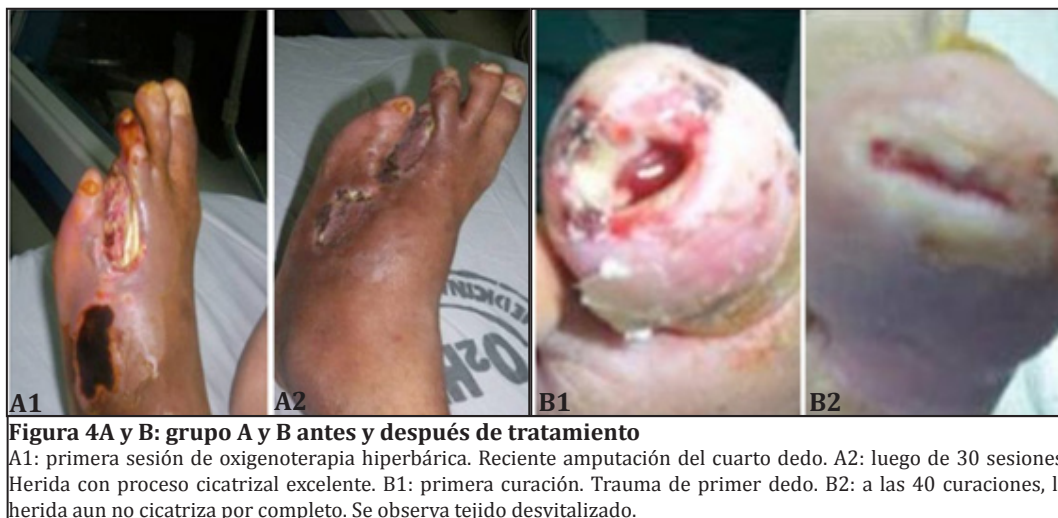 A1
A2
B1
B2
MEDICINA
O2H
Figura 4A y B: grupo A y B antes y después de tratamiento
A1: primera sesión de oxigenoterapia hiperbárica. Reciente amputación del cuarto dedo. A2: luego de 30 sesiones
Herida con proceso cicatrizal excelente. B1: primera curación. Trauma de primer dedo. B2: a las 40 curaciones, l
herida aun no cicatriza por completo. Se observa tejido desvitalizado.